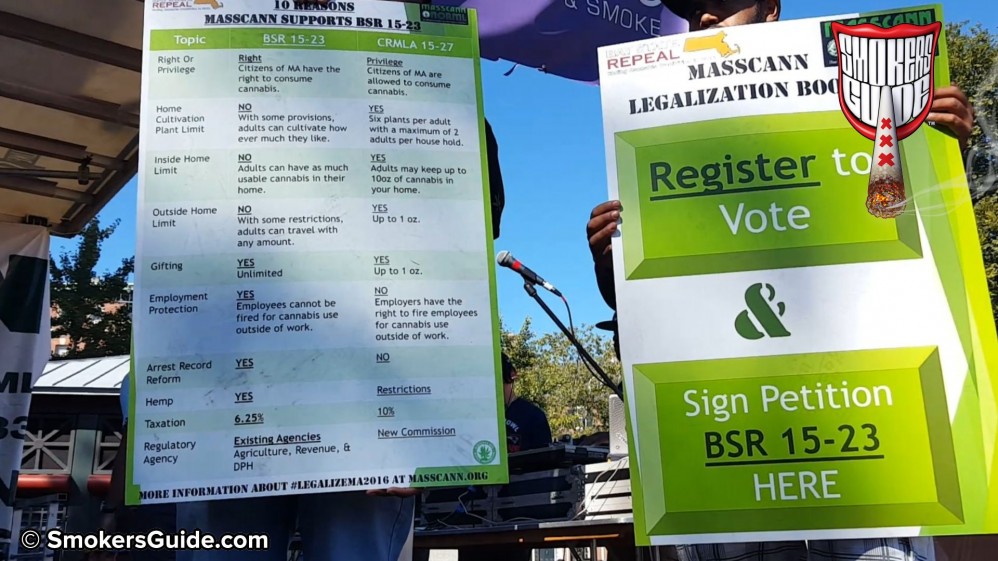 REPEAL
10 REASONS
MASSCANN SUPPORTS BSR 15-23
MASSCANN
NORML
Topic BSR 15-23 CRMLA 15-27
Right Or
Privilege
Right
Citizens of MA have the
right to consume
cannabis.
Privilege
Citizens of MA are
allowed to consume
cannabis.
Home
Cultivation
Plant Limit
NO
With some provisions,
adults can cultivate how
ever much they like.
YES
Six plants per adult
with a maximum of 2
adults per house hold.
Inside Home
Limit
NO
Adults can have as much
usable cannabis in their
home.
YES
Adults may keep up to
10oz of cannabis in
your home.
Outside Home
Limit
NO
With some restrictions,
adults can travel with
any amount.
YES
Up to 1 oz.
Gifting
YES
Unlimited
YES
Up to 1 oz.
Employment
Protection
YES
Employees cannot be
fired for cannabis use
outside of work.
NO
Employers have the
right to fire employees
for cannabis use
outside of work.
Arrest Record
Reform
YES
NO
Hemp
YES
Restrictions
Taxation
6.25%
10%
Regulatory
Agency
Existing Agencies
Agriculture, Revenue, &
DPH
New Commission
MORE INFORMATION ABOUT #LEGALIZEMA2016 AT MASSCANN.ORG
& SMOKE
REPEAL
MASSCANN
LEGALIZATION BOO
MASSCANN
Register to
Vote
&
Sign Petition
BSR 15-23
HERE
SMOKERS
GUIDE
XXX
TM
© SmokersGuide.com